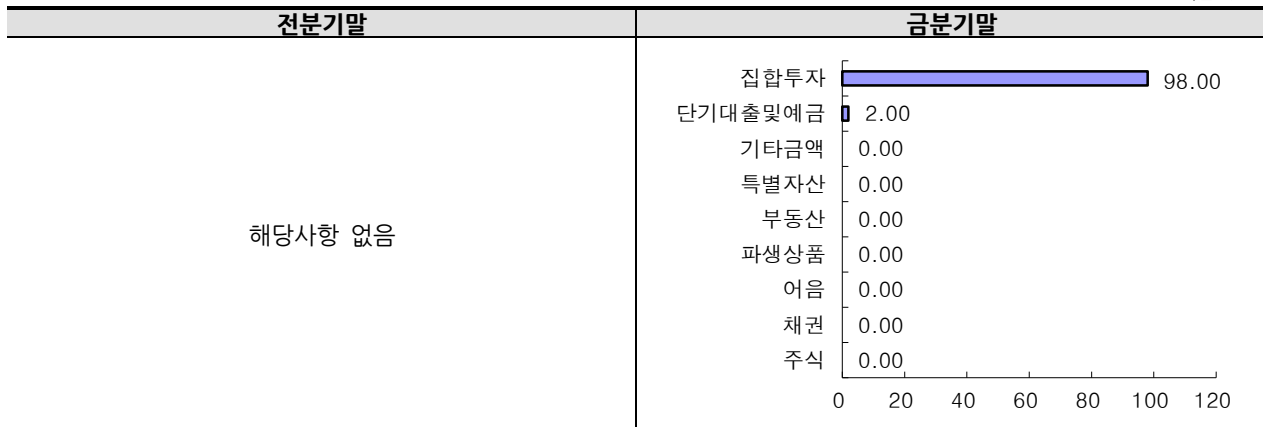 전분기말 금분기말
해당사항 없음
집합투자 98.00
단기대출및예금 2.00
기타금액 0.00
특별자산 0.00
부동산 0.00
파생상품 0.00
어음 0.00
채권 0.00
주식 0.00
0 20 40 60 80 100 120